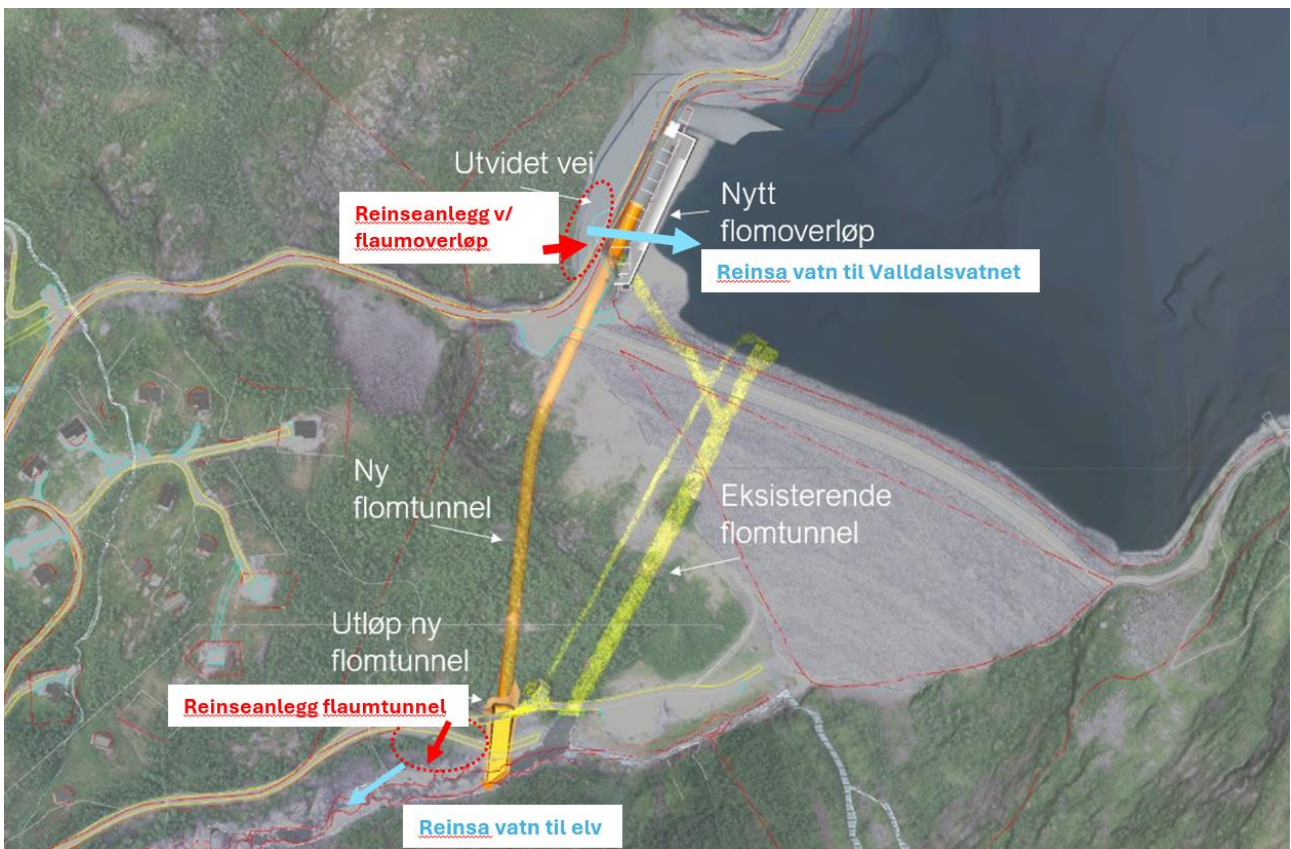 Utvidet vei
Reinseanlegg v/
flaumoverløp
Nytt
flomoverløp
Reinsa vatn til Valldalsvatnet
Ny
flomtunnel
Eksisterende
flomtunnel
Utløp ny
flomtunnel
Reinseanlegg flaumtunnel
Reinsa vatn til elv